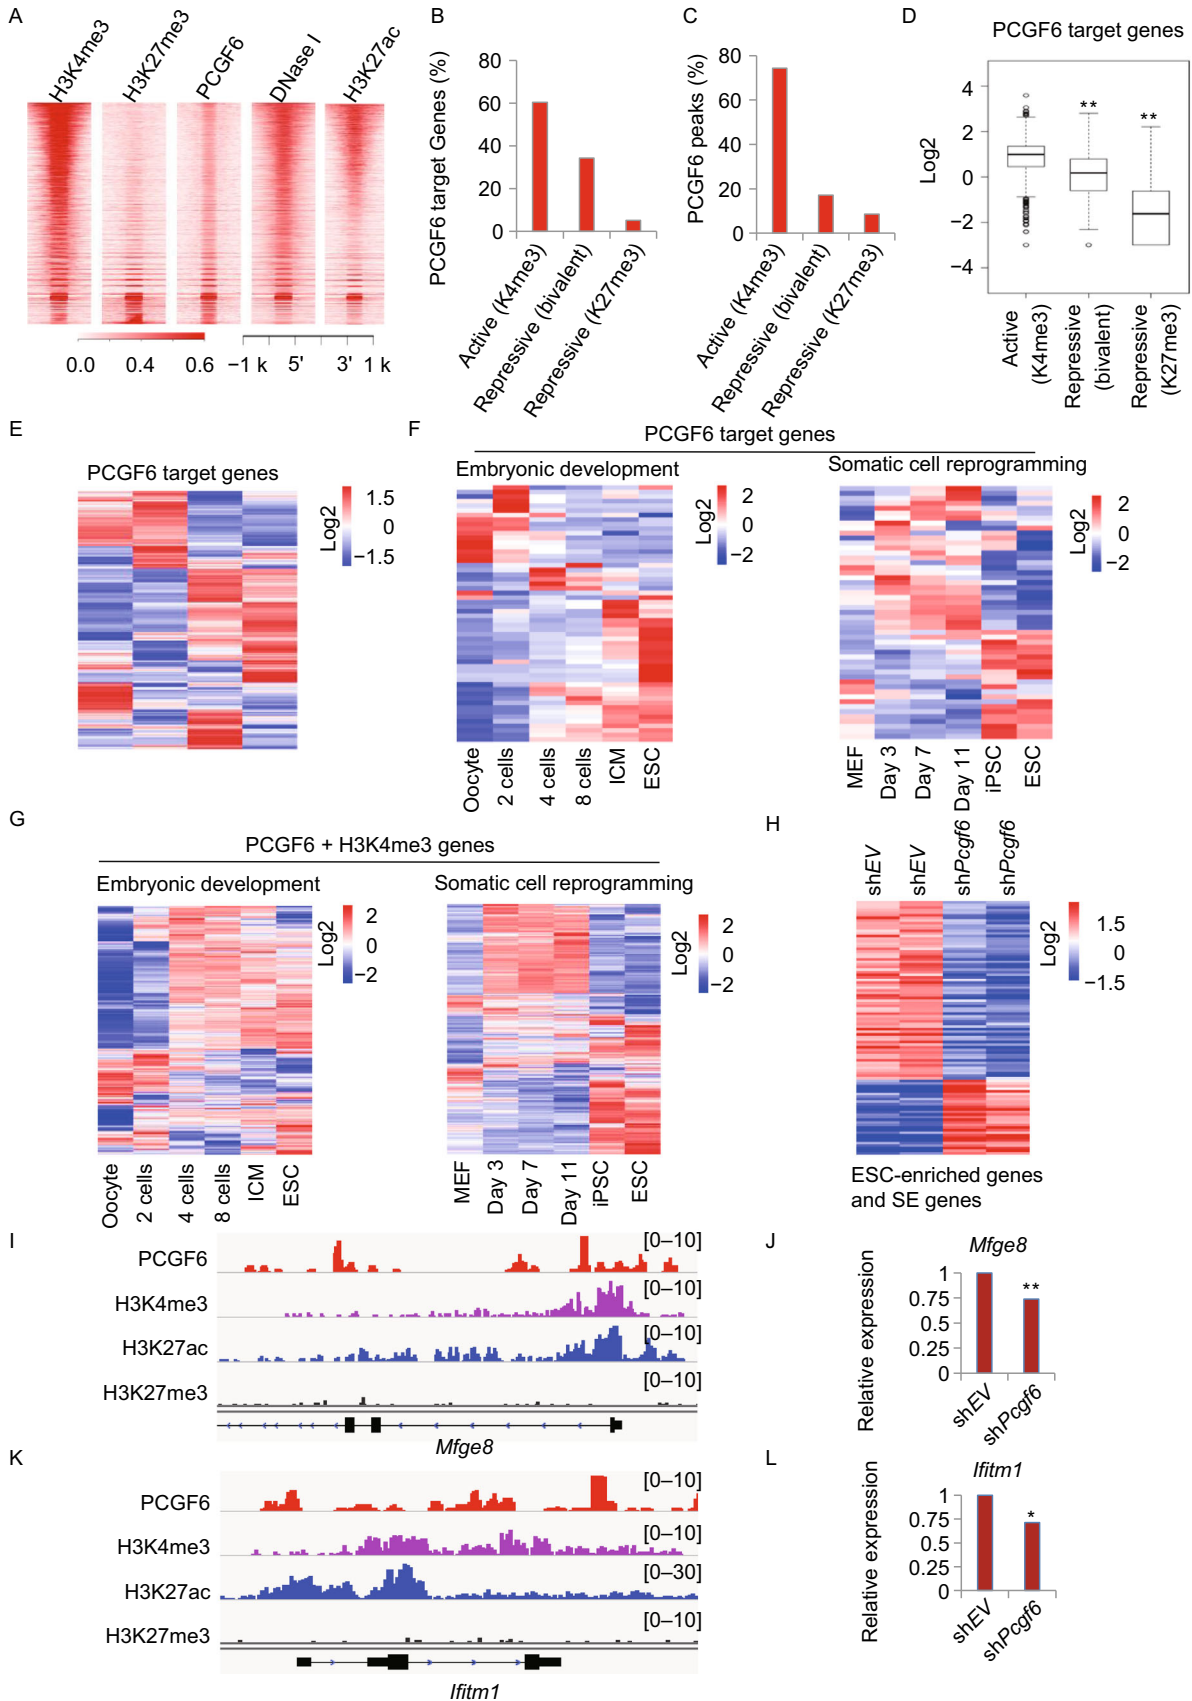 A
H3K4me3
H3K27me3
PCGF6
DNase I
H3K27ac
0.0
0.4
0.6
−1 k
5'
3'
1 k
B
PCGF6 target Genes (%)
80
60
40
20
0
Active (K4me3)
Repressive (bivalent)
Repressive (K27me3)
C
PCGF6 peaks (%)
80
60
40
20
0
Active (K4me3)
Repressive (bivalent)
Repressive (K27me3)
D
PCGF6 target genes
Log2
4
2
0
−2
−4
**
**
Active
(K4me3)
Repressive
(bivalent)
Repressive
(K27me3)
E
PCGF6 target genes
Log2
1.5
0
−1.5
F
PCGF6 target genes
Embryonic development
Log2
2
0
−2
Oocyte
2 cells
4 cells
8 cells
ICM
ESC
Somatic cell reprogramming
Log2
2
0
−2
MEF
Day 3
Day 7
Day 11
iPSC
ESC
G
PCGF6 + H3K4me3 genes
Embryonic development
Log2
2
0
−2
Oocyte
2 cells
4 cells
8 cells
ICM
ESC
Somatic cell reprogramming
Log2
2
0
−2
MEF
Day 3
Day 7
Day 11
iPSC
ESC
H
shEV
shEV
shPcgf6
shPcgf6
Log2
1.5
0
−1.5
ESC-enriched genes
and SE genes
I
PCGF6
[0–10]
H3K4me3
[0–10]
H3K27ac
[0–10]
H3K27me3
[0–10]
Mfge8
J
Mfge8
Relative expression
1
0.75
0.5
0.25
0
**
shEV
shPcgf6
K
PCGF6
[0–10]
H3K4me3
[0–10]
H3K27ac
[0–30]
H3K27me3
[0–10]
Ifitm1
L
Ifitm1
Relative expression
1
0.75
0.5
0.25
0
*
shEV
shPcgf6